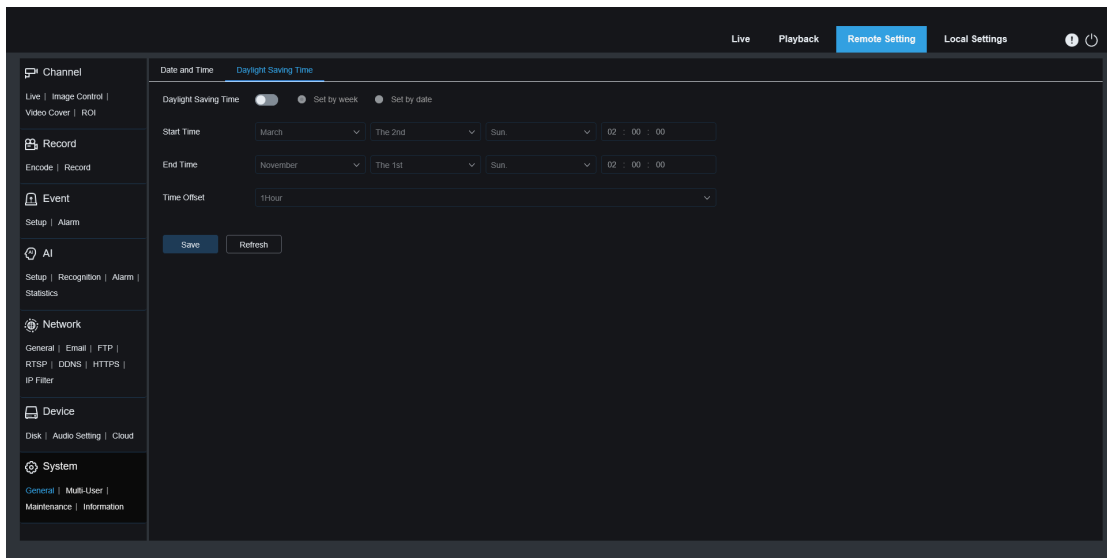 Live Playback Remote Setting Local Settings
Channel
Live | Image Control |
Video Cover | ROI
Record
Encode | Record
Event
Setup | Alarm
AI
Setup | Recognition | Alarm |
Statistics
Network
General | Email | FTP |
RTSP | DDNS | HTTPS |
IP Filter
Device
Disk | Audio Setting | Cloud
System
General | Multi-User |
Maintenance | Information
Date and Time Daylight Saving Time
Daylight Saving Time Set by week Set by date
Start Time March The 2nd Sun. 02 : 00 : 00
End Time November The 1st Sun. 02 : 00 : 00
Time Offset 1Hour
Save Refresh